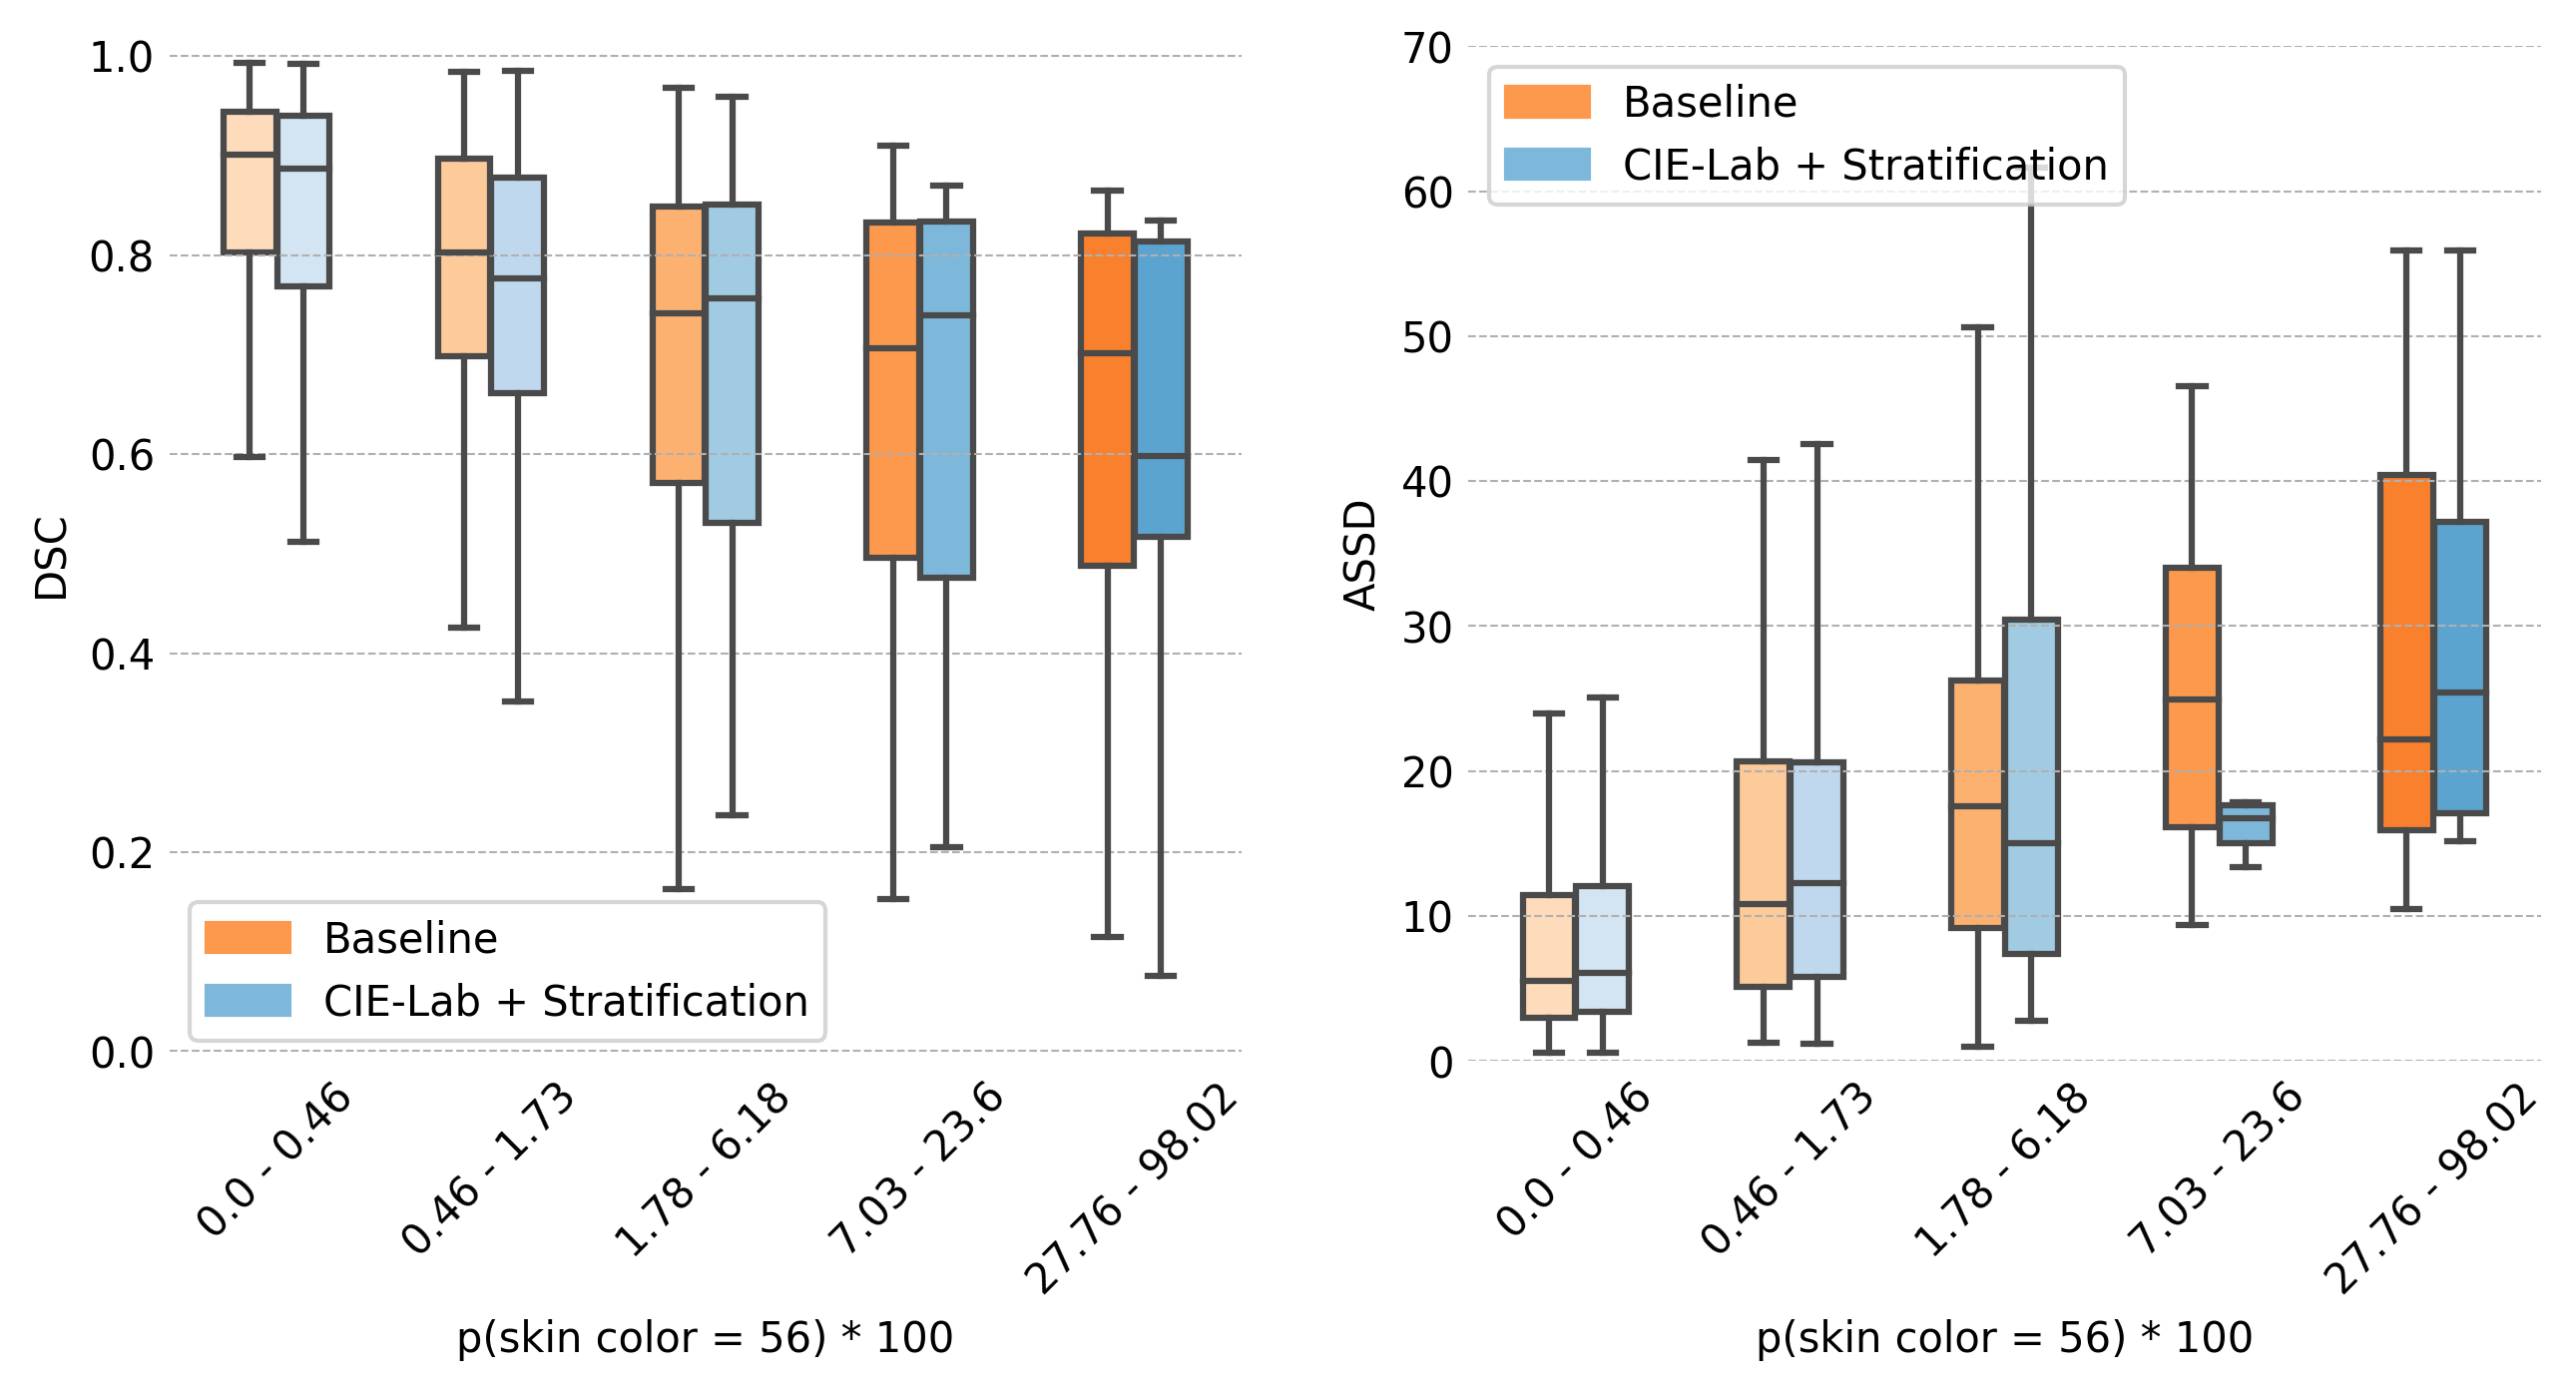 1.0
0.8
0.6
0.4
0.2
0.0
DSC
Baseline
CIE-Lab + Stratification
0.0 - 0.46
0.46 - 1.73
1.78 - 6.18
7.03 - 23.6
27.76 - 98.02
p(skin color = 56) * 100
70
60
50
40
30
20
10
0
ASSD
Baseline
CIE-Lab + Stratification
0.0 - 0.46
0.46 - 1.73
1.78 - 6.18
7.03 - 23.6
27.76 - 98.02
p(skin color = 56) * 100